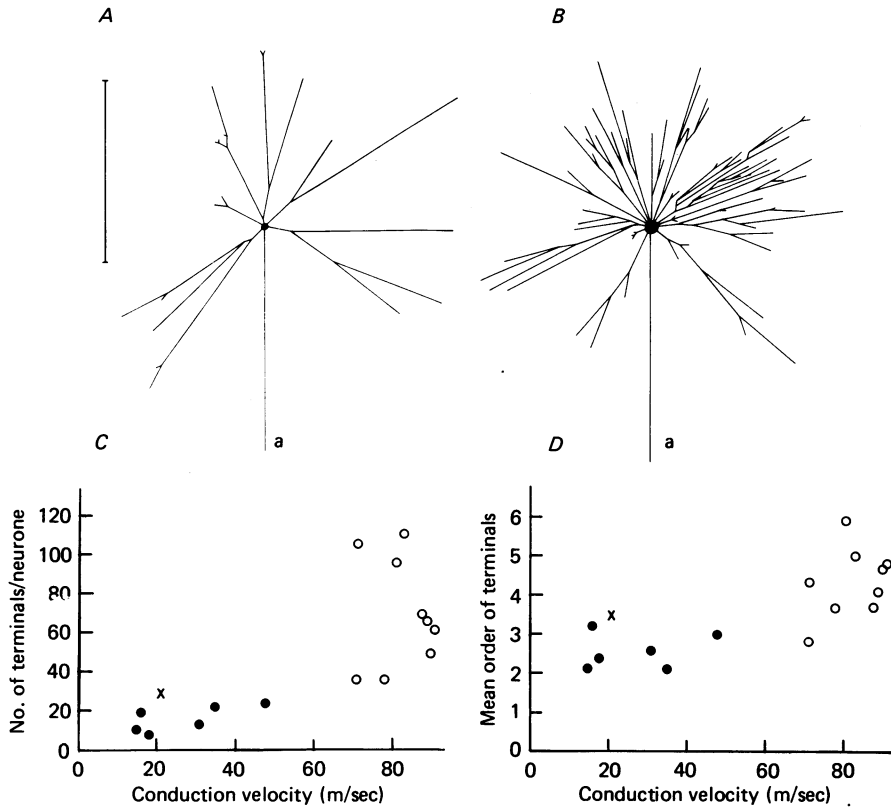 A
B
a
a
C
D
No. of terminals/neurone
120
100
80
60
40
20
0
0
20
40
60
80
Conduction velocity (m/sec)
Mean order of terminals
6
5
4
3
2
1
0
0
20
40
60
80
Conduction velocity (m/sec)
x
x